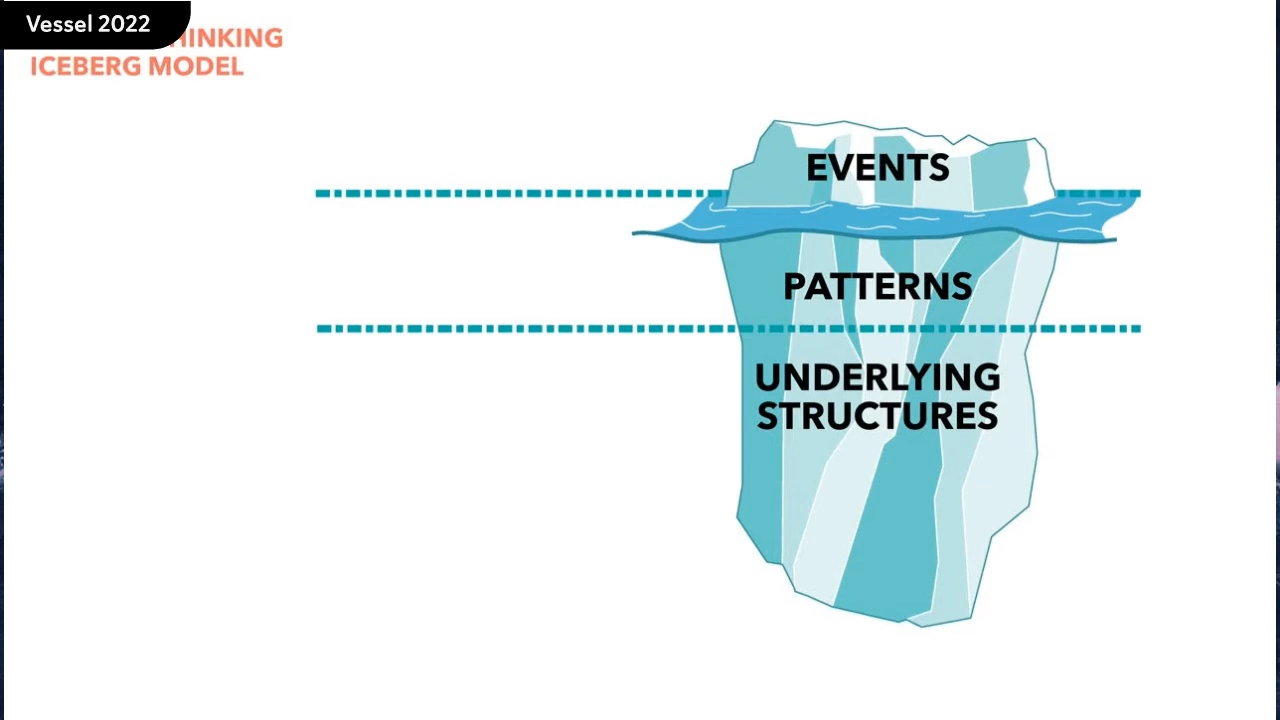 Vessel 2022
HINKING
ICEBERG MODEL
EVENTS
PATTERNS
UNDERLYING
STRUCTURES